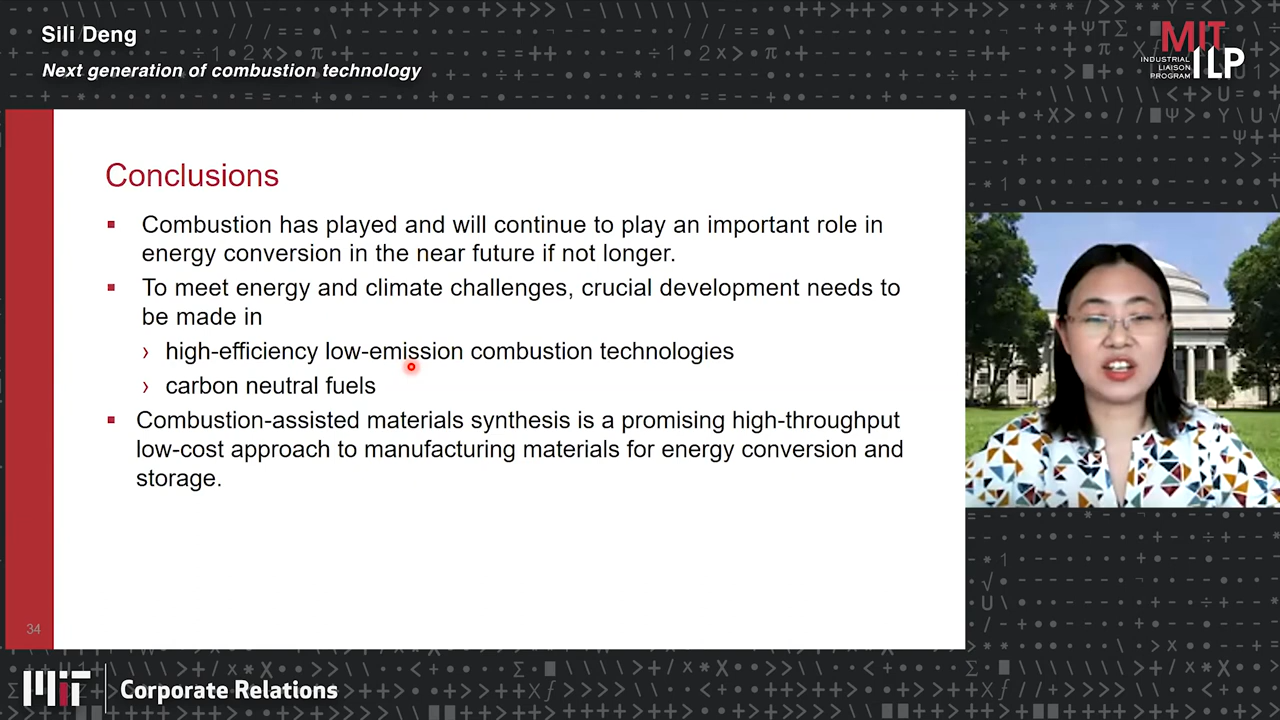 Sili Deng
Next generation of combustion technology
MIT
INDUSTRIAL
LIAISON
PROGRAM
ILP
Conclusions
▪ Combustion has played and will continue to play an important role in
energy conversion in the near future if not longer.
▪ To meet energy and climate challenges, crucial development needs to
be made in
› high-efficiency low-emission combustion technologies
› carbon neutral fuels
▪ Combustion-assisted materials synthesis is a promising high-throughput
low-cost approach to manufacturing materials for energy conversion and
storage.
34
MIT
Corporate Relations